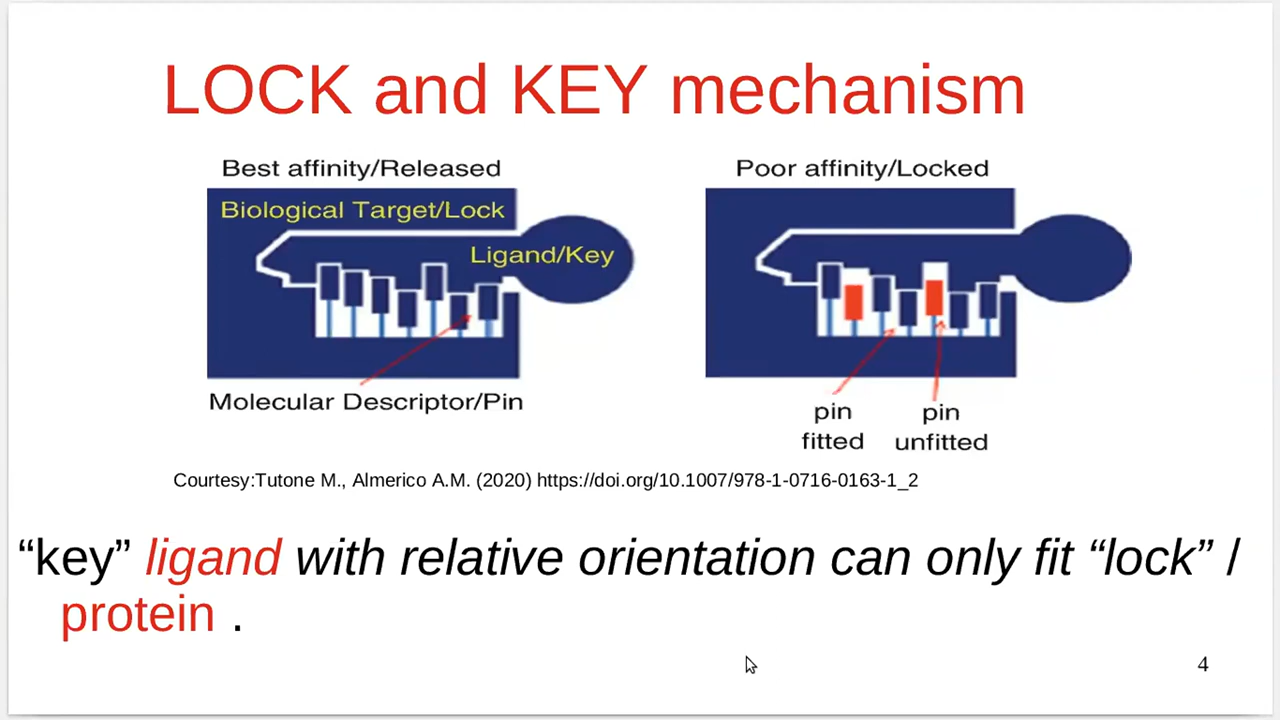 LOCK and KEY mechanism
Best affinity/Released
Biological Target/Lock
Ligand/Key
Molecular Descriptor/Pin
Poor affinity/Locked
pin
fitted
pin
unfitted
Courtesy:Tutone M., Almerico A.M. (2020) https://doi.org/10.1007/978-1-0716-0163-1_2
“key” ligand with relative orientation can only fit “lock” /
protein .
4